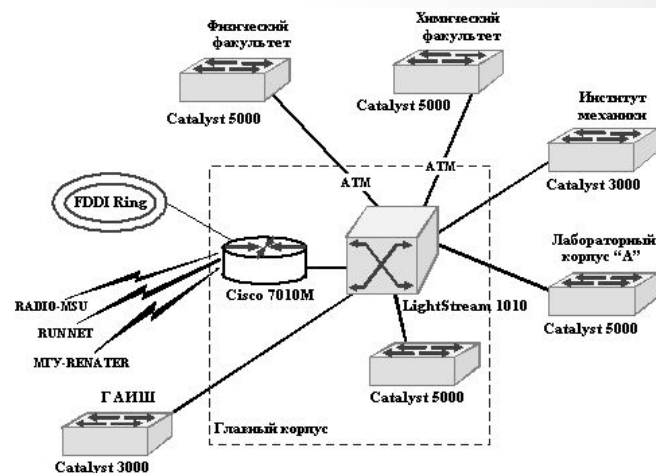 Физический
факультет
Catalyst 5000
Химический
факультет
Catalyst 5000
Институт
механики
Catalyst 3000
ATM
ATM
FDDI Ring
Лабораторный
корпус “А”
Catalyst 5000
Cisco 7010M
LightStream 1010
RADIO-MSU
RUNNET
МГУ-RENATER
Catalyst 5000
ГАИШ
Главный корпус
Catalyst 3000